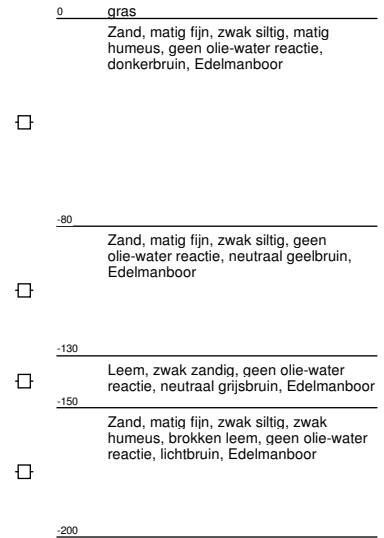 0 gras
Zand, matig fijn, zwak siltig, matig
humeus, geen olie-water reactie,
donkerbruin, Edelmanboor
-80
Zand, matig fijn, zwak siltig, geen
olie-water reactie, neutraal geelbruin,
Edelmanboor
-130
Leem, zwak zandig, geen olie-water
reactie, neutraal grijsbruin, Edelmanboor
-150
Zand, matig fijn, zwak siltig, zwak
humeus, brokken leem, geen olie-water
reactie, lichtbruin, Edelmanboor
-200